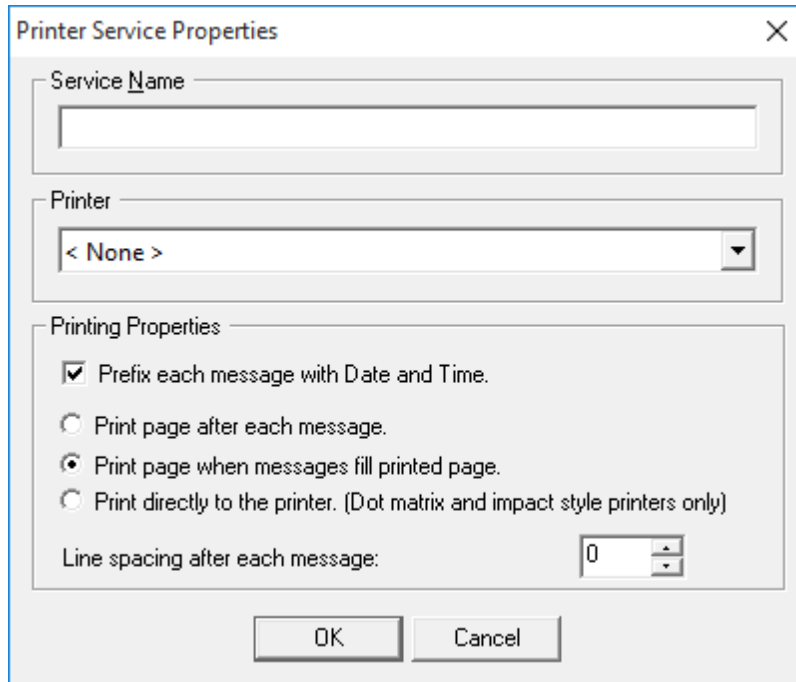 Printer Service Properties
Service Name
Printer
< None >
Printing Properties
Prefix each message with Date and Time.
Print page after each message.
Print page when messages fill printed page.
Print directly to the printer. (Dot matrix and impact style printers only)
Line spacing after each message: 0
OK Cancel